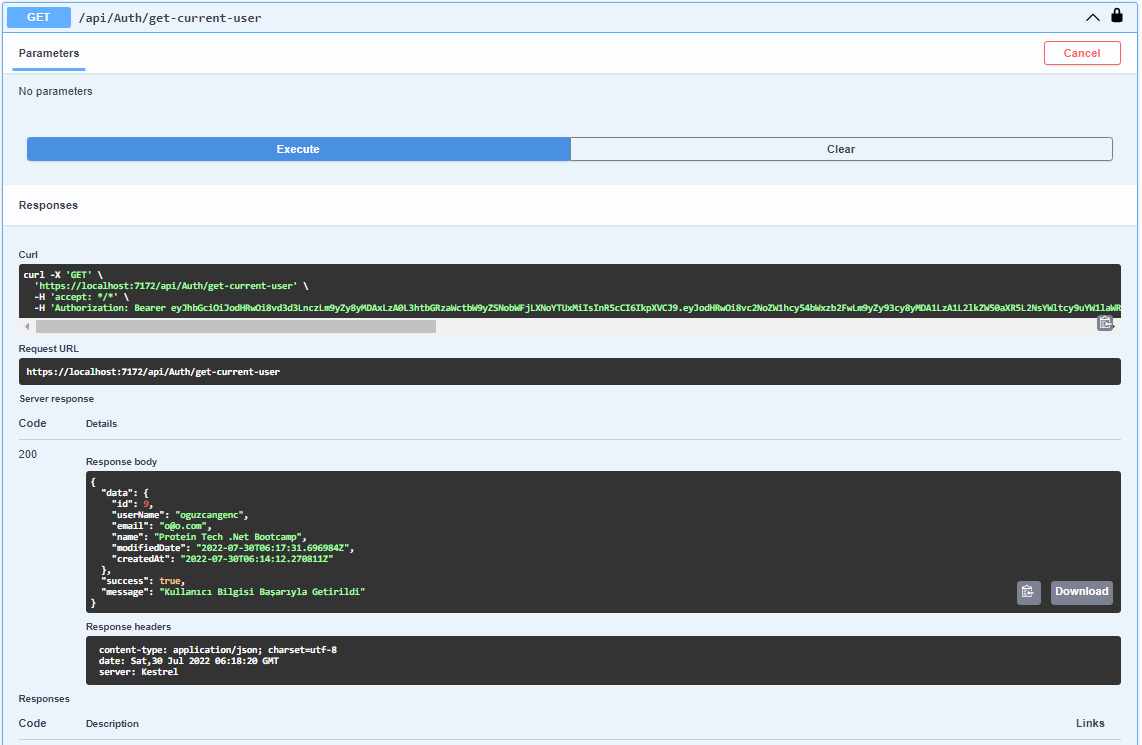 GET /api/Auth/get-current-user
Parameters
Cancel
No parameters
Execute
Clear
Responses
Curl
curl -X 'GET' \
'https://localhost:7172/api/Auth/get-current-user' \
-H 'accept: */*' \
-H 'Authorization: Bearer
Request URL
https://localhost:7172/api/Auth/get-current-user
Server response
Code Details
200
Response body
{
"data": {
"id": 9,
"userName": "oguzcangenc",
"email": "o@o.com",
"name": "Protein Tech .Net Bootcamp",
"modifiedDate": "2022-07-30T06:17:31.696984Z",
"createdAt": "2022-07-30T06:14:12.270811Z"
},
"success": true,
"message": "Kullanıcı Bilgisi Başarıyla Getirildi"
}
Download
Response headers
content-type: application/json; charset=utf-8
date: Sat,30 Jul 2022 06:18:20 GMT
server: Kestrel
Responses
Code Description Links